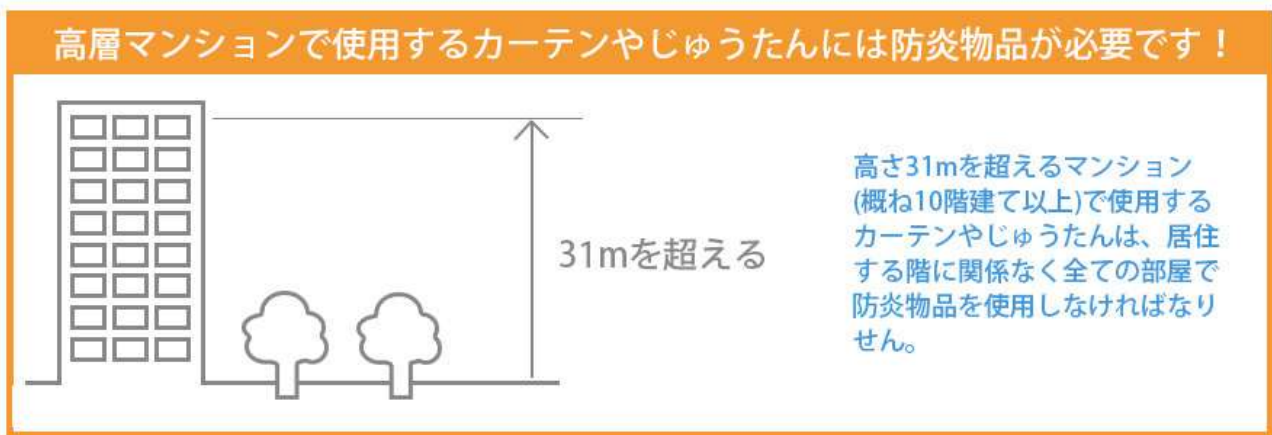 高層マンションで使用するカーテンやじゅうたんには防炎物品が必要です！
31mを超える
高さ31mを超えるマンション
(概ね10階建て以上)で使用する
カーテンやじゅうたんは、居住
する階に関係なく全ての部屋で
防炎物品を使用しなければなり
せん。